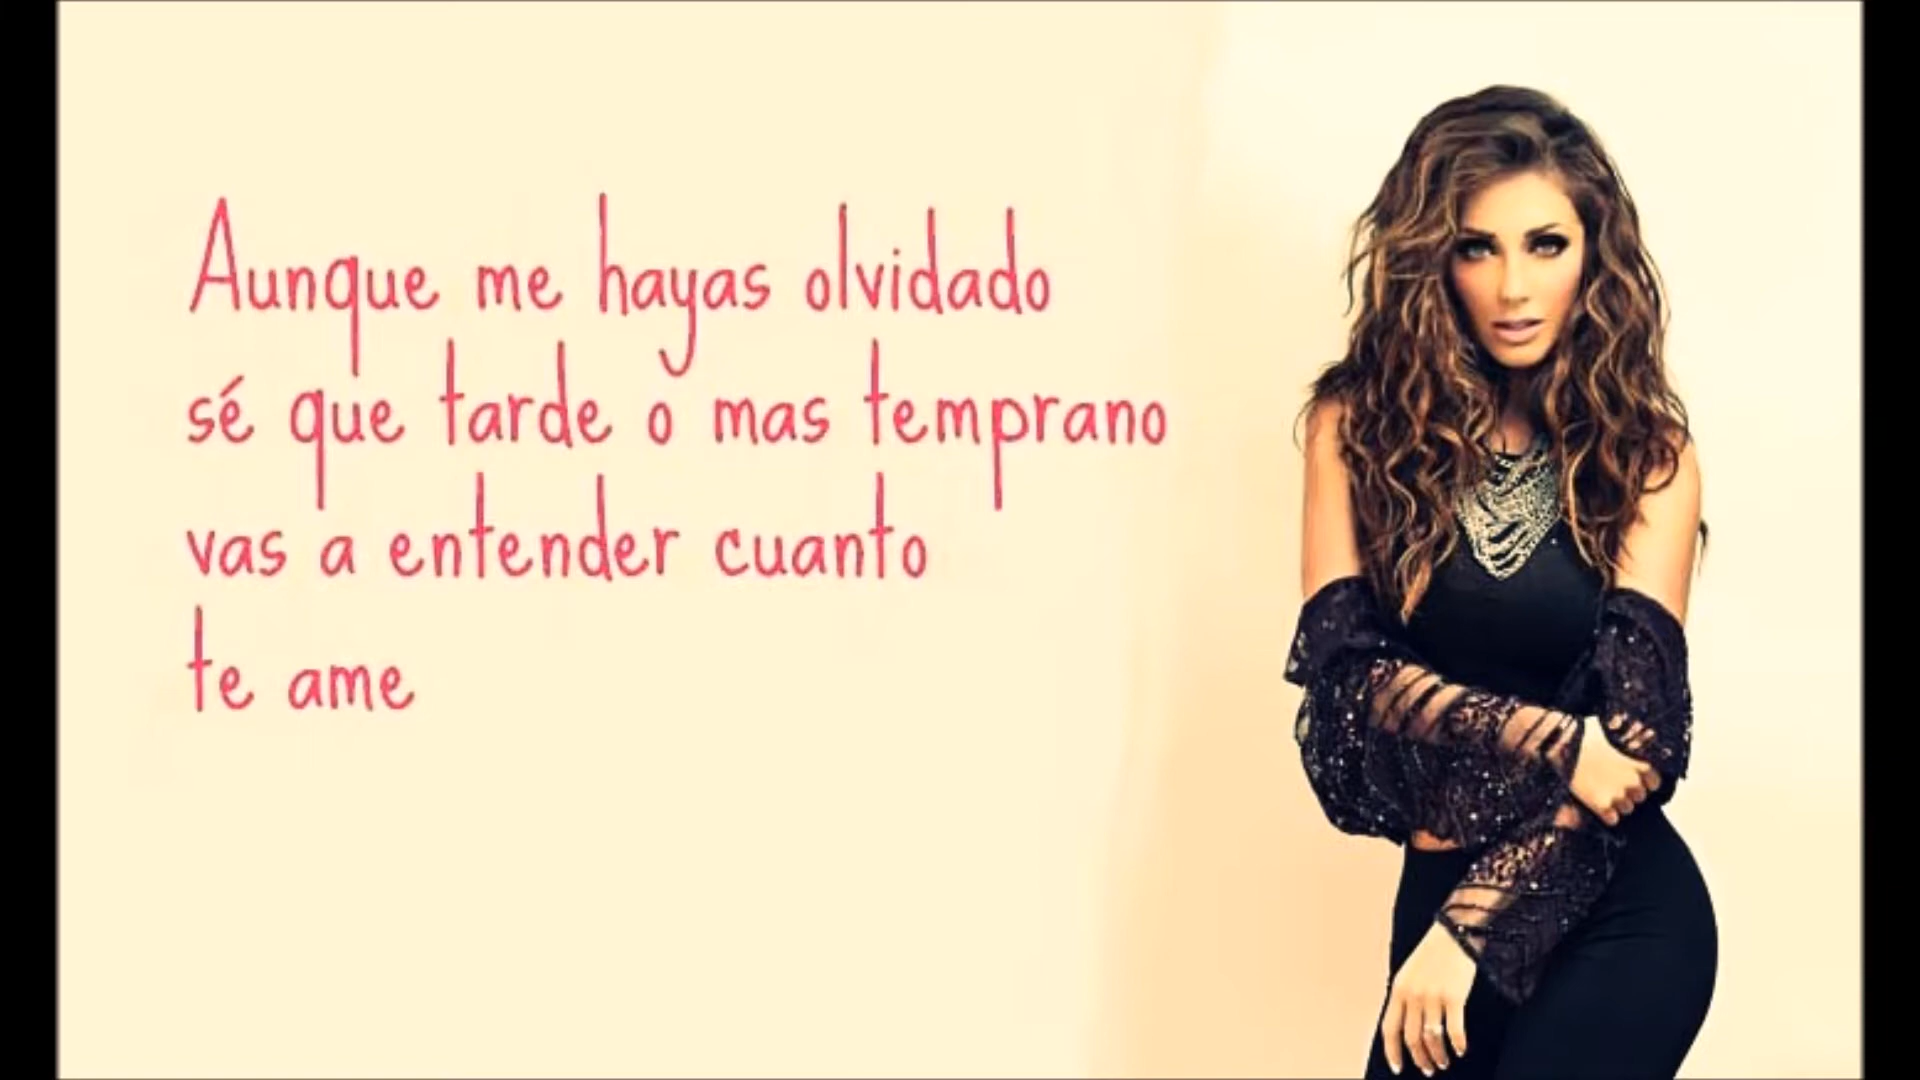 Aunque me hayas olvidado
sé que tarde o mas temprano
vas a entender cuanto
te ame